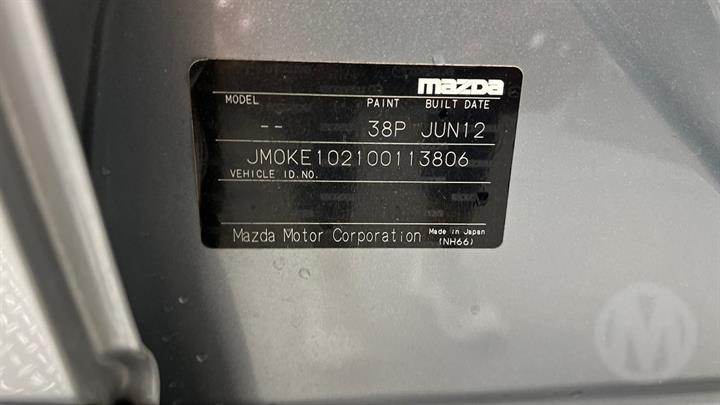 mazda
MODEL PAINT BUILT DATE
-- 38P JUN12
JM0KE102100113806
VEHICLE ID.NO.
Mazda Motor Corporation Made in Japan
(NH66)
M